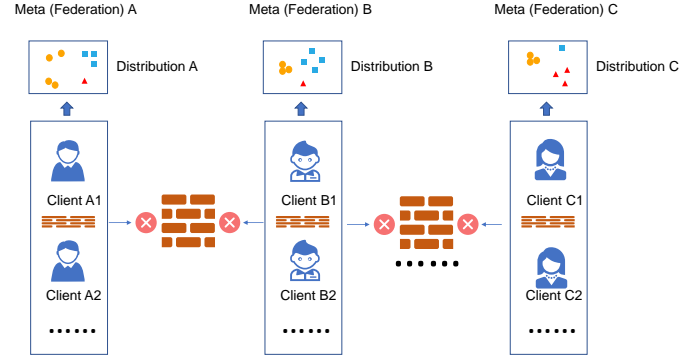 Meta (Federation) A
Meta (Federation) B
Meta (Federation) C
Distribution A
Distribution B
Distribution C
Client A1
Client B1
Client C1
Client A2
Client B2
Client C2